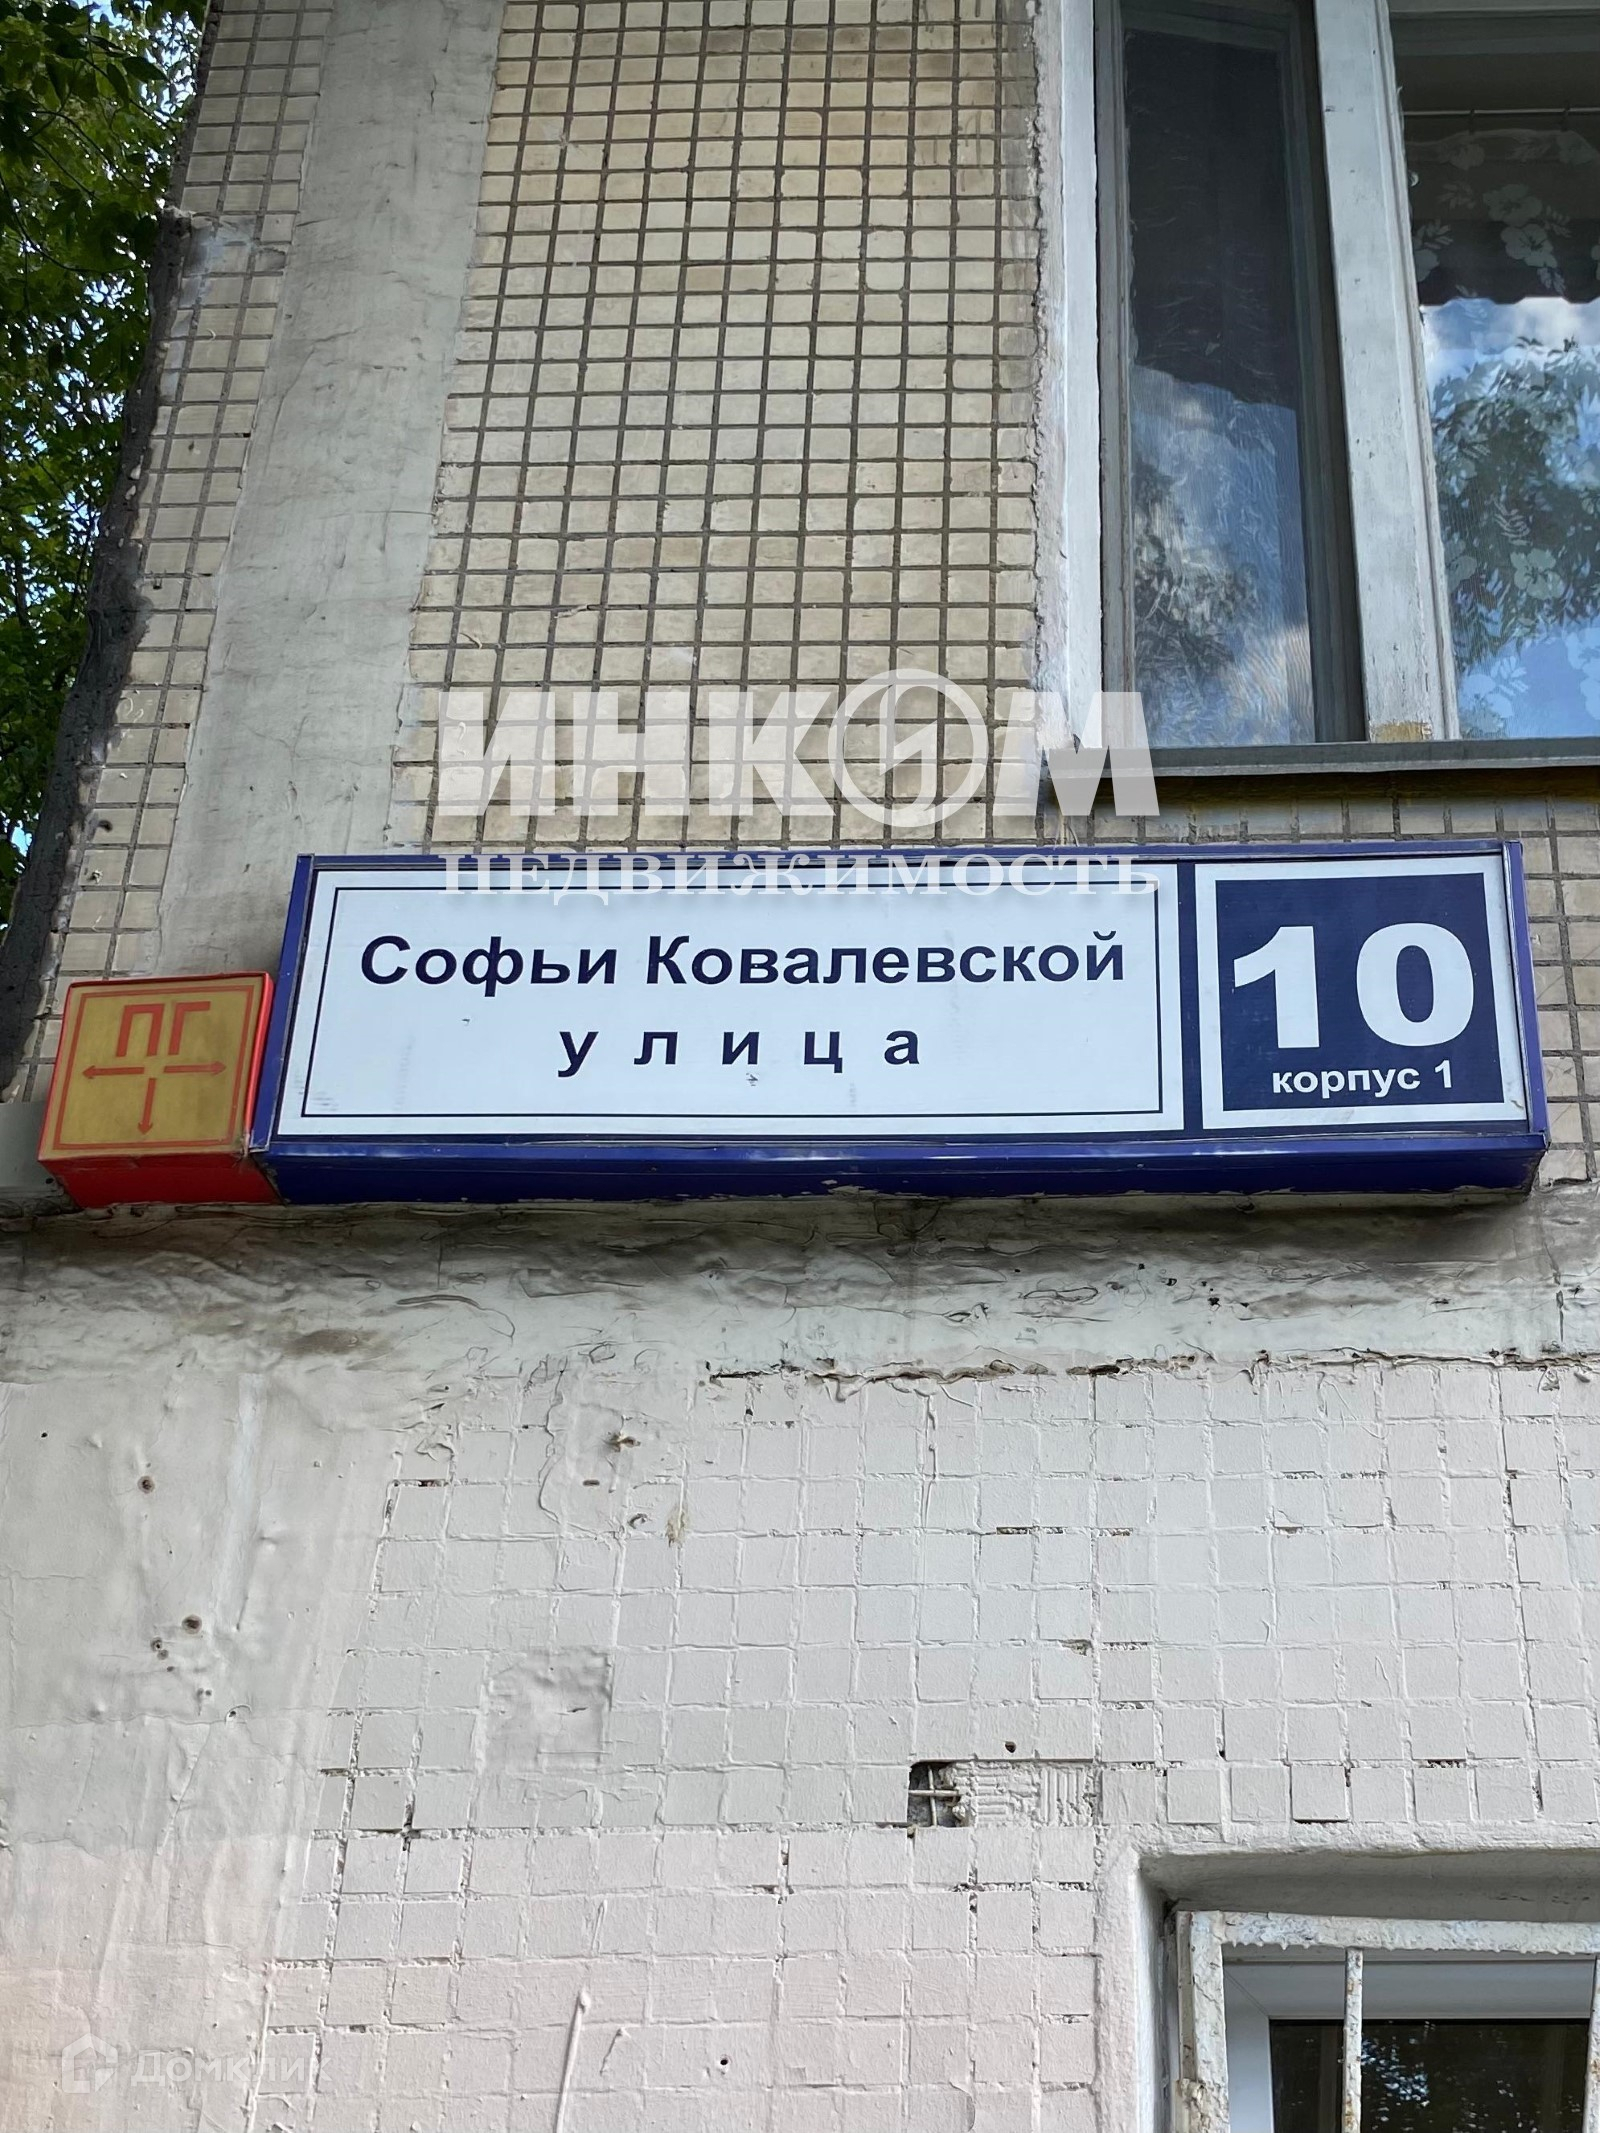 ИНКОМ
НЕДВИЖИМОСТЬ
Софьи Ковалевской
улица
10
корпус 1
ПГ
Домклик